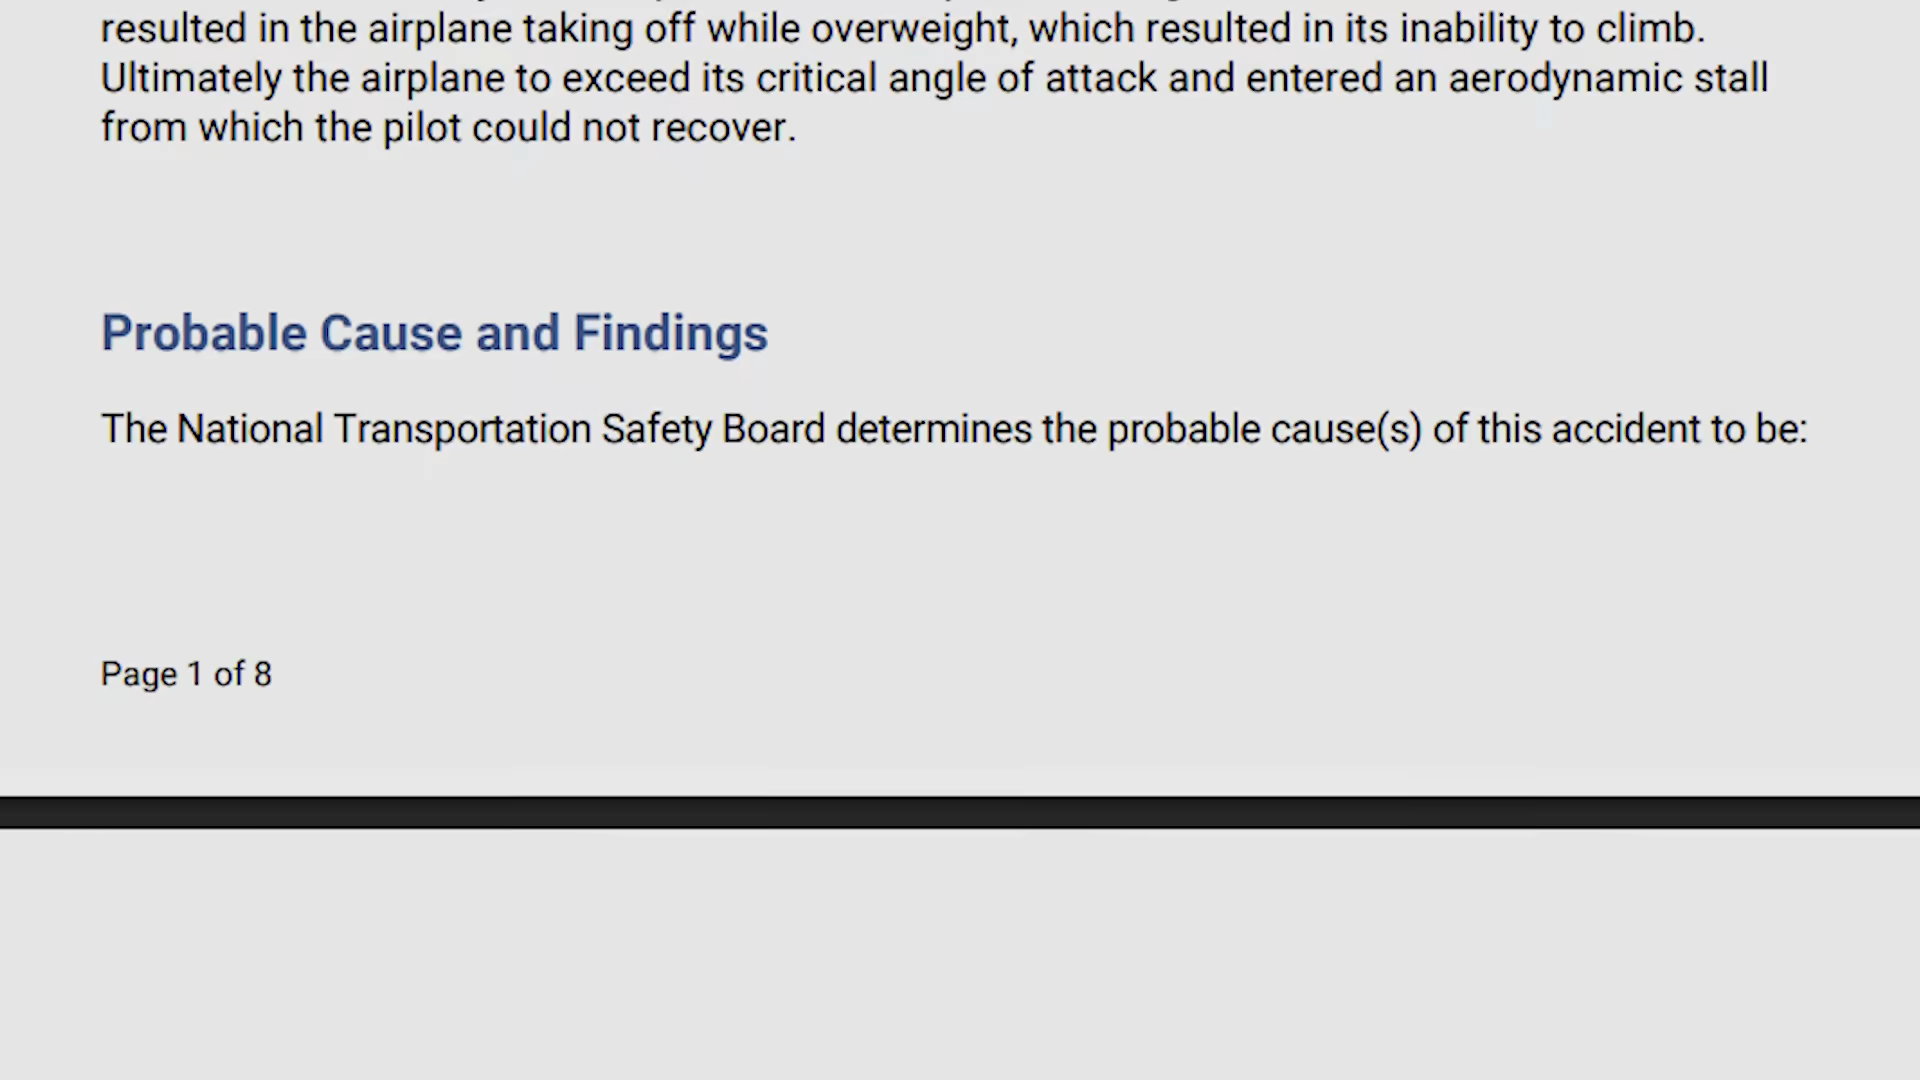 resulted in the airplane taking off while overweight, which resulted in its inability to climb.
Ultimately the airplane to exceed its critical angle of attack and entered an aerodynamic stall
from which the pilot could not recover.
Probable Cause and Findings
The National Transportation Safety Board determines the probable cause(s) of this accident to be:
Page 1 of 8